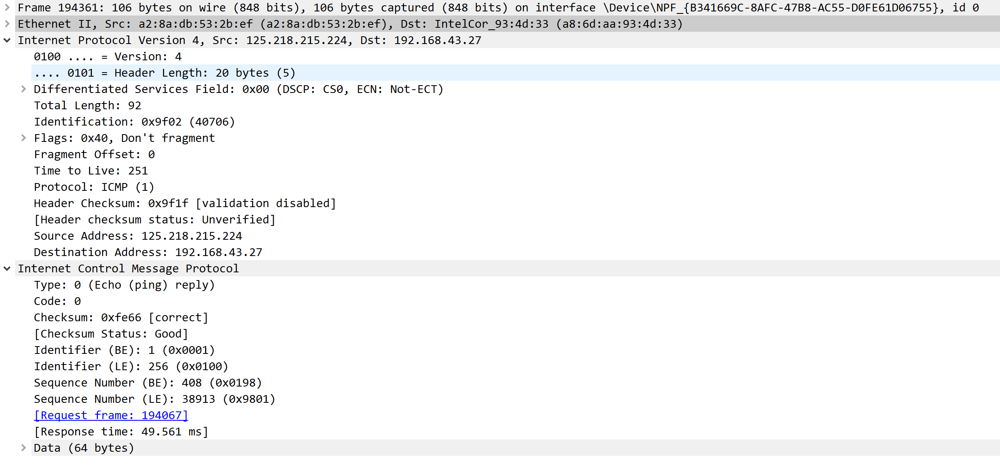 Frame 194361: 106 bytes on wire (848 bits), 106 bytes captured (848 bits) on interface \Device\NPF_{B341669C-8AFC-47B8-AC55-D0FE61D06755}, id 0
Ethernet II, Src: a2:8a:db:53:2b:ef (a2:8a:db:53:2b:ef), Dst: IntelCor_93:4d:33 (a8:6d:aa:93:4d:33)
Internet Protocol Version 4, Src: 125.218.215.224, Dst: 192.168.43.27
0100 .... = Version: 4
.... 0101 = Header Length: 20 bytes (5)
Differentiated Services Field: 0x00 (DSCP: CS0, ECN: Not-ECT)
Total Length: 92
Identification: 0x9f02 (40706)
Flags: 0x40, Don't fragment
Fragment Offset: 0
Time to Live: 251
Protocol: ICMP (1)
Header Checksum: 0x9f1f [validation disabled]
[Header checksum status: Unverified]
Source Address: 125.218.215.224
Destination Address: 192.168.43.27
Internet Control Message Protocol
Type: 0 (Echo (ping) reply)
Code: 0
Checksum: 0xfe66 [correct]
[Checksum Status: Good]
Identifier (BE): 1 (0x0001)
Identifier (LE): 256 (0x0100)
Sequence Number (BE): 408 (0x0198)
Sequence Number (LE): 38913 (0x9801)
[Request frame: 194067]
[Response time: 49.561 ms]
Data (64 bytes)